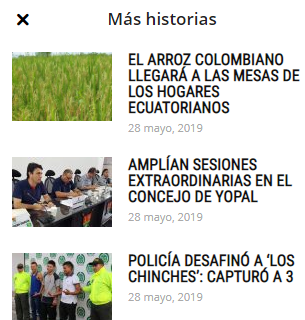 × Más historias
EL ARROZ COLOMBIANO
LLEGARÁ A LAS MESAS DE
LOS HOGARES
ECUATORIANOS
28 mayo, 2019
AMPLÍAN SESIONES
EXTRAORDINARIAS EN EL
CONCEJO DE YOPAL
28 mayo, 2019
POLICÍA DESAFINÓ A ‘LOS
CHINCHES’: CAPTURÓ A 3
28 mayo, 2019